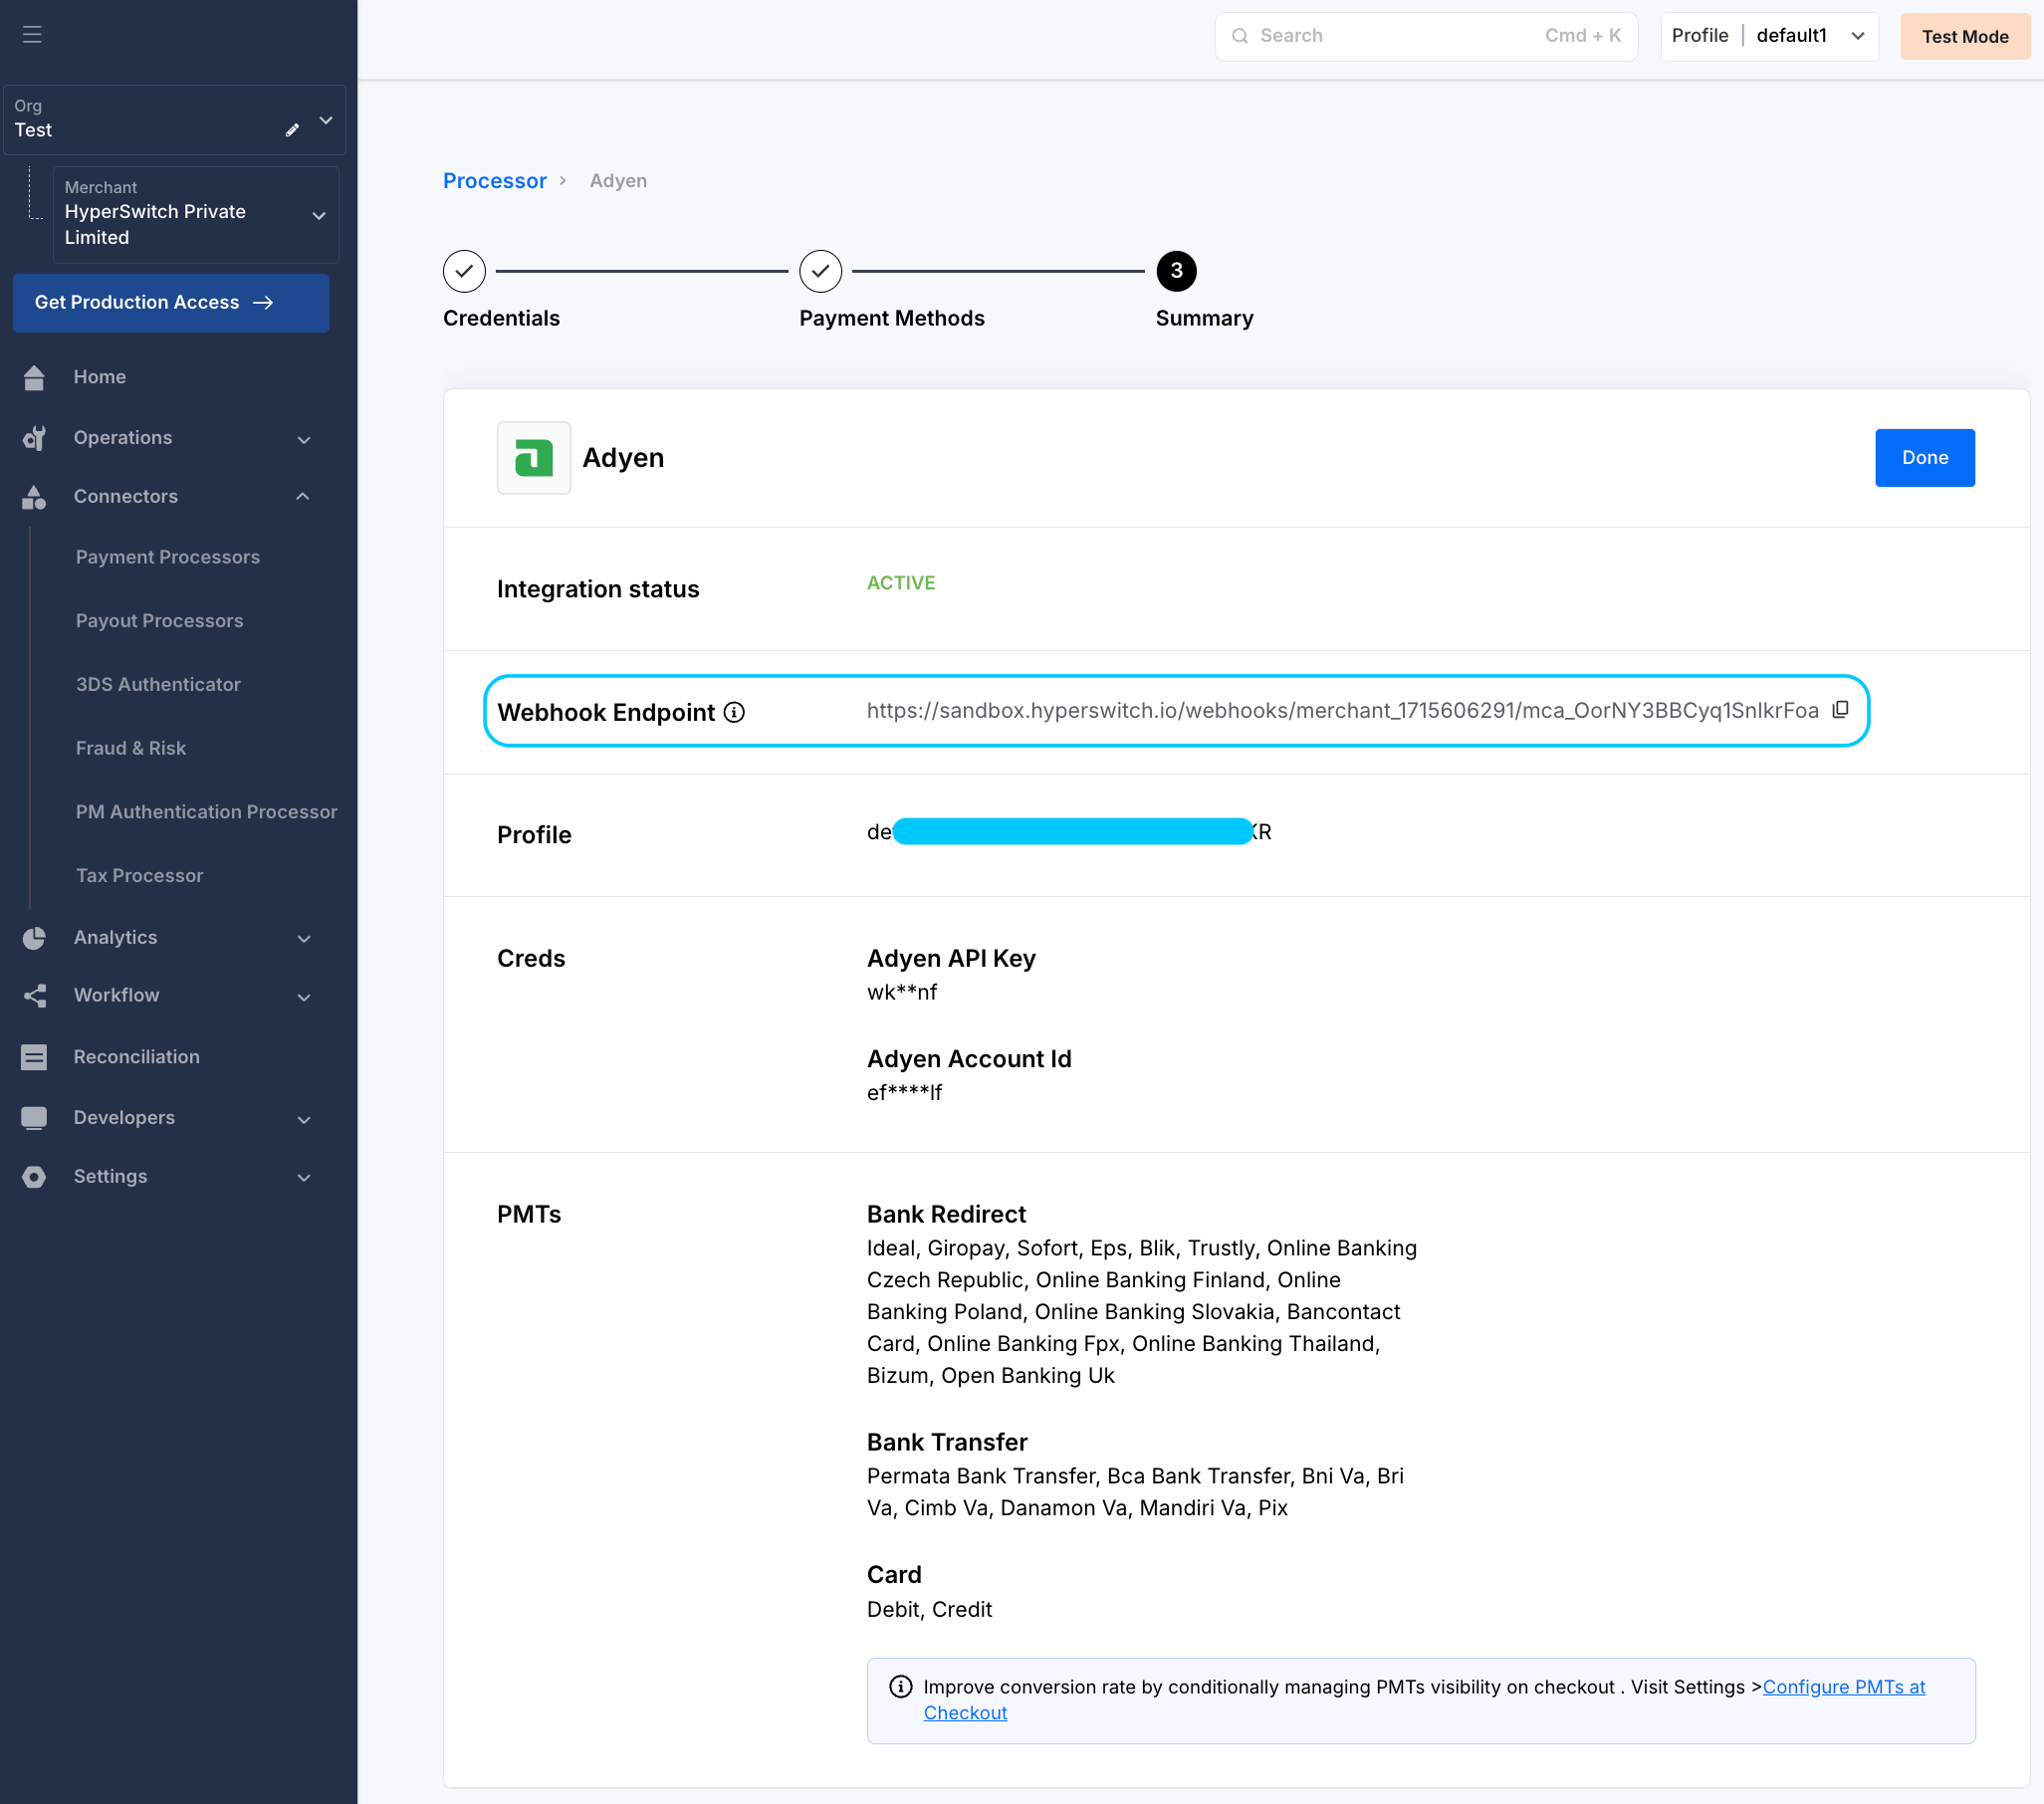 Search Cmd + K
Profile | default1
Test Mode
Org
Test
Merchant
HyperSwitch Private
Limited
Get Production Access →
Home
Operations
Connectors
Payment Processors
Payout Processors
3DS Authenticator
Fraud & Risk
PM Authentication Processor
Tax Processor
Analytics
Workflow
Reconciliation
Developers
Settings
Processor > Adyen
3
Credentials
Payment Methods
Summary
Adyen
Done
Integration status
ACTIVE
Webhook Endpoint
https://sandbox.hyperswitch.io/webhooks/merchant_1715606291/mca_OorNY3BBCyq1SnIkrFoa
Profile
de KR
Creds
Adyen API Key
wk**nf
Adyen Account Id
ef****lf
PMTs
Bank Redirect
Ideal, Giropay, Sofort, Eps, Blik, Trustly, Online Banking
Czech Republic, Online Banking Finland, Online
Banking Poland, Online Banking Slovakia, Bancontact
Card, Online Banking Fpx, Online Banking Thailand,
Bizum, Open Banking Uk
Bank Transfer
Permata Bank Transfer, Bca Bank Transfer, Bni Va, Bri
Va, Cimb Va, Danamon Va, Mandiri Va, Pix
Card
Debit, Credit
Improve conversion rate by conditionally managing PMTs visibility on checkout . Visit Settings >Configure PMTs at
Checkout